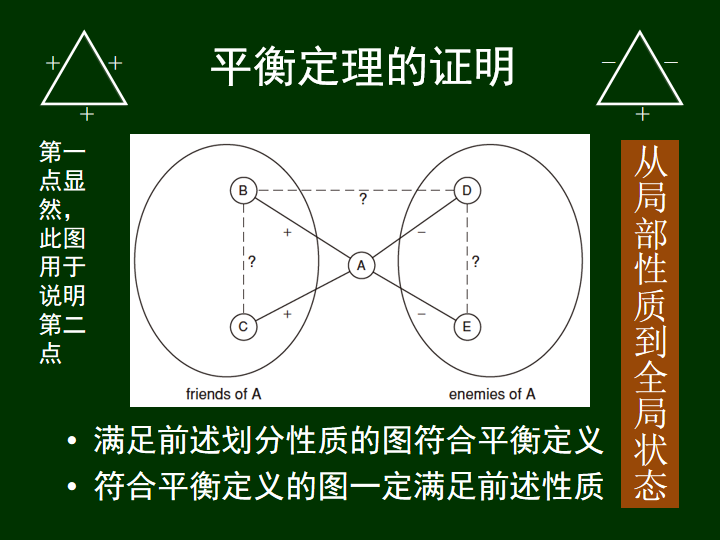 平衡定理的证明
+ +
+
− −
+
第一
点显
然，
此图
用于
说明
第二
点
B
D
?
+
−
?
A
?
+
−
C
E
friends of A
enemies of A
从局部性质到全局状态
• 满足前述划分性质的图符合平衡定义
• 符合平衡定义的图一定满足前述性质